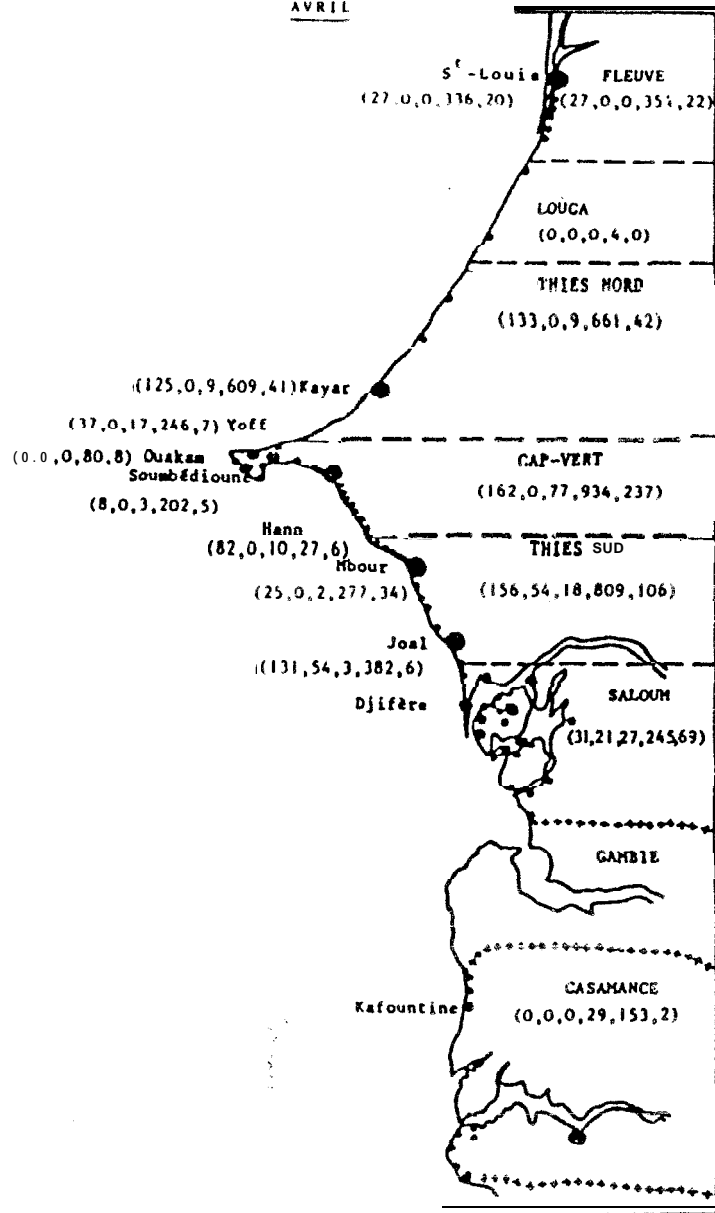 AVRIL
St-Louis
FLEUVE
(27,0,0,336,20)
LOUGA
(0,0,0,4,0)
THIES NORD
(133,0,9,661,42)
(125,0,9,609,41) Kayar
(37,0,17,246,7) Yoff
(0.0,,0,80,8) Ouakam
CAP-VERT
Soumbédioune
(162,0,77,934,237)
(8,0,3,202,5)
Hann
(82,0,10,27,6)
THIES SUD
Mbour
(25,0,2,277,34)
(156,54,18,809,106)
Joal
(131,54,3,382,6)
SALOUM
Djifère
(31,21,27,245,69)
GAMBIE
CASAMANCE
Kafountine
(0,0,0,29,153,2)